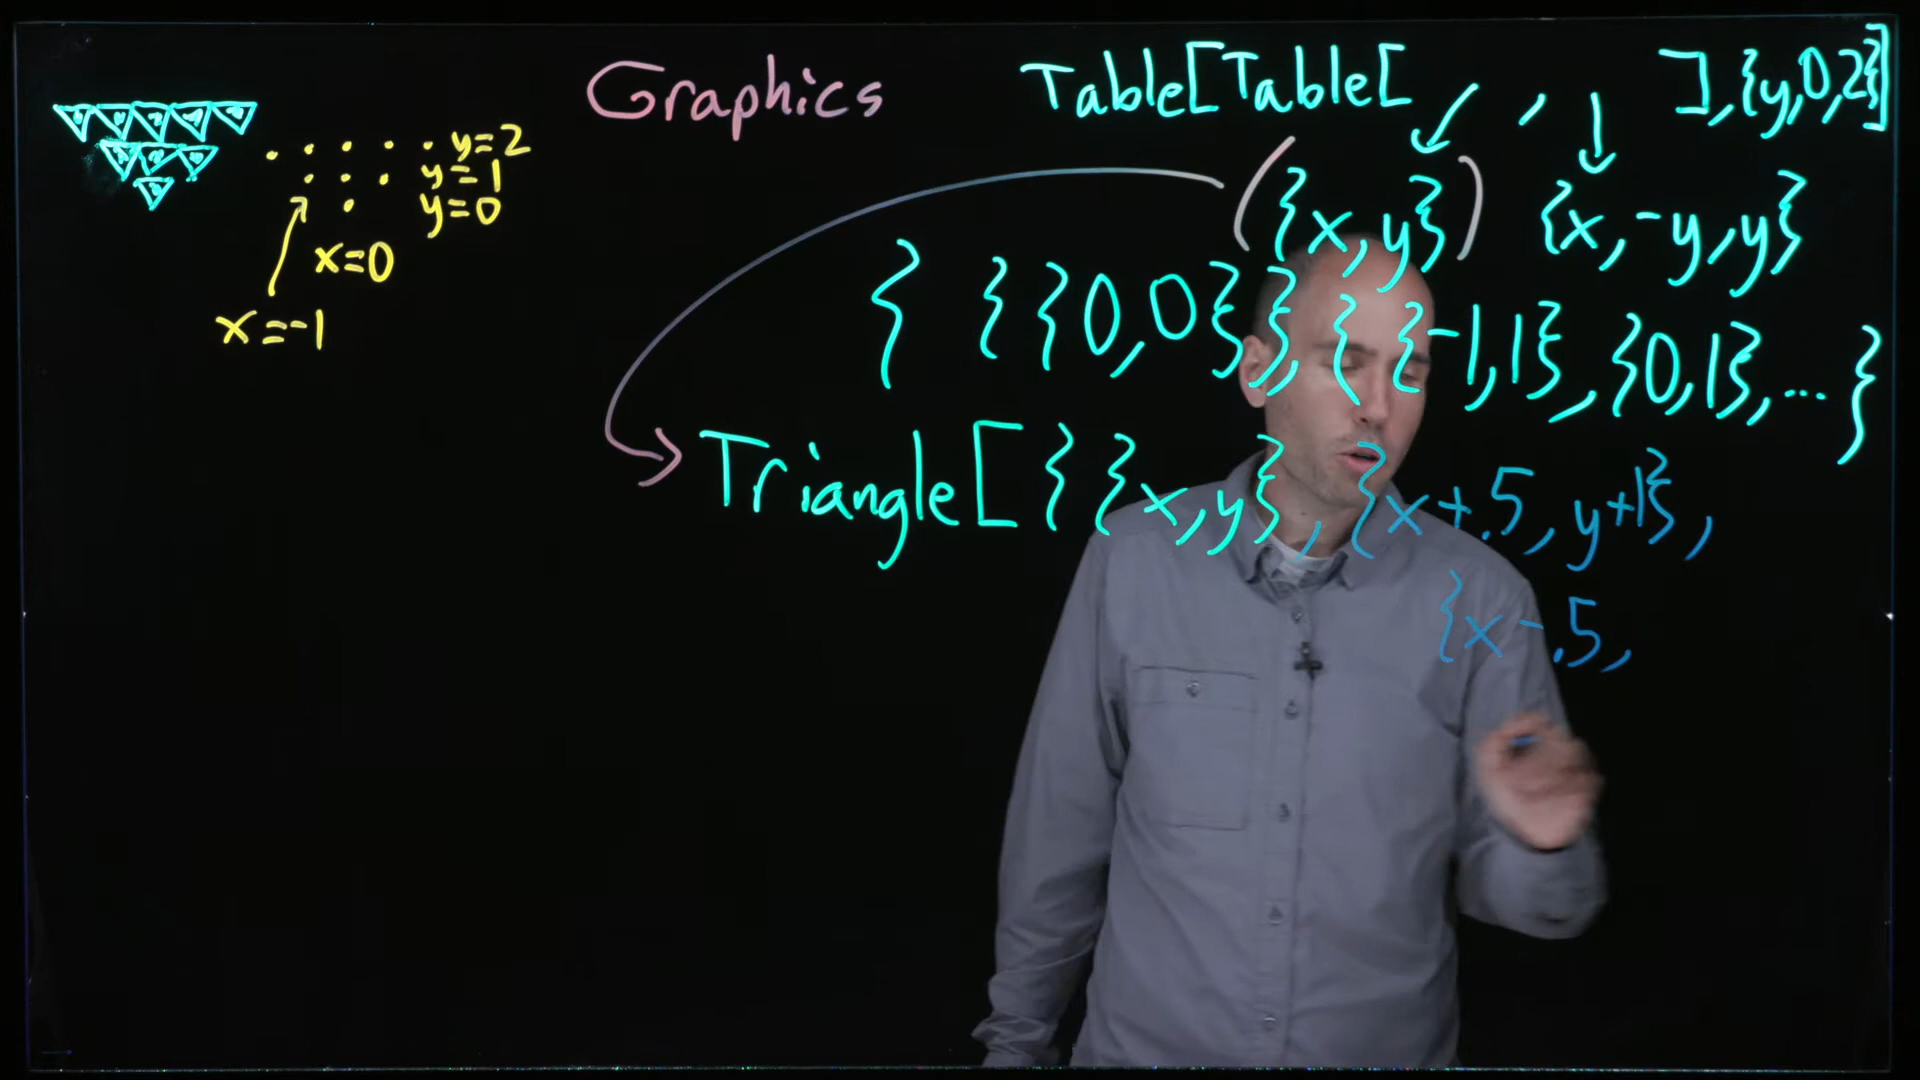 Graphics
Table[Table[ , ],{y,0,2}]
y=2
y=1
y=0
x=0
x=-1
({x,y}) {x,-y,y}
{ {{0,0}},{{-1,1},{0,1},...}
Triangle[{{x,y},{x+.5,y+1},
{x-.5,